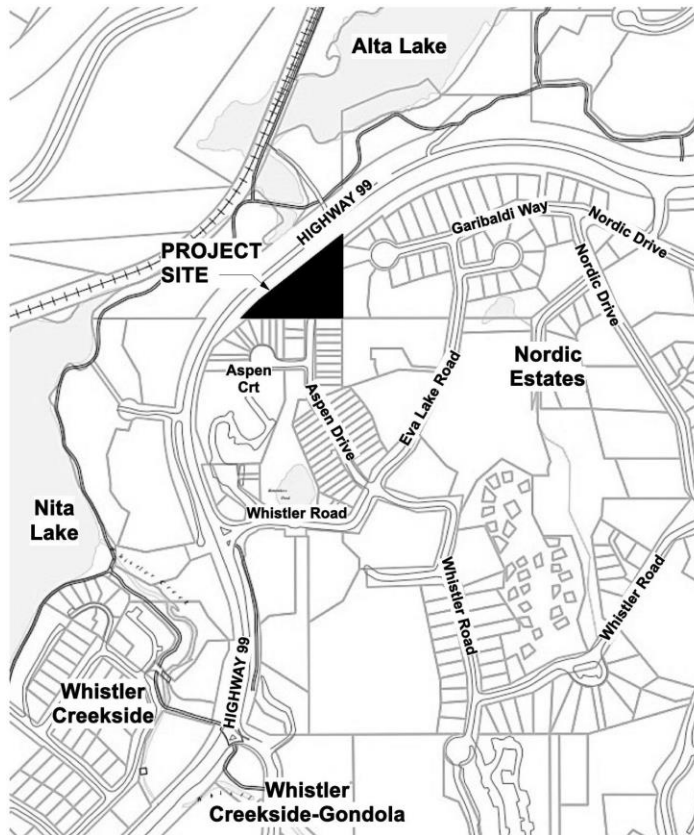 Alta Lake
HIGHWAY 99
PROJECT
SITE
Garibaldi Way
Nordic Drive
Nordic Drive
Aspen
Crt
Aspen Drive
Eva Lake Road
Nordic
Estates
Nita
Lake
Whistler Road
Whistler Road
Whistler Road
Whistler
Creekside
HIGHWAY 99
Whistler
Creekside-Gondola